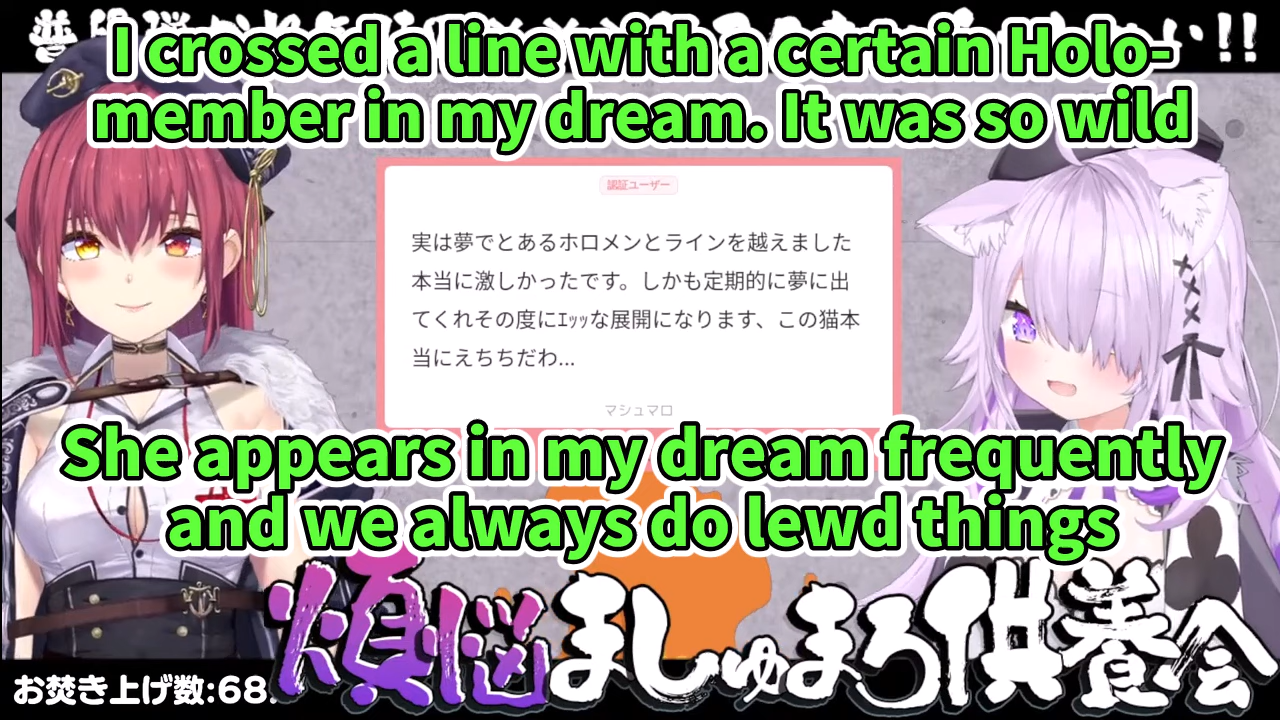 I crossed a line with a certain Holo-
member in my dream. It was so wild
認証ユーザー
実は夢でとあるホロメンとラインを越えました
本当に激しかったです。しかも定期的に夢に出
てくれその度にｴｯｯな展開になります、この猫本
当にえちちだわ...
マシュマロ
She appears in my dream frequently
and we always do lewd things
煩悩ましゅまろ供養会
お焚き上げ数:68.